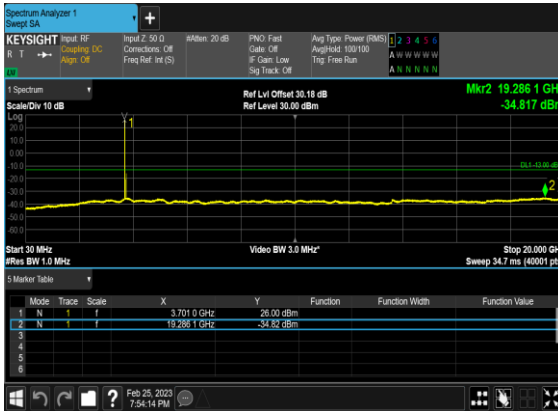 Spectrum Analyzer 1
Swept SA
+
KEYSIGHT Input: RF Input Z: 50 Ω #Atten: 20 dB PNO: Fast Avg Type: Power (RMS) 1 2 3 4 5 6
R T Coupling: DC Corrections: Off Gate: Off Avg|Hold: 100/100 A W W W W W
Align: Off Freq Ref: Int (S) IF Gain: Low Trig: Free Run
Sig Track: Off A N N N N N
1 Spectrum Ref Lvl Offset 30.18 dB Mkr2 19.286 1 GHz
Scale/Div 10 dB Ref Level 30.00 dBm -34.817 dBm
Log
20.0
10.0
0.00
-10.0
-20.0
-30.0
-40.0
-50.0
-60.0
1
DL1 -13.00 dB
2
Start 30 MHz Video BW 3.0 MHz* Stop 20.000 GH
#Res BW 1.0 MHz Sweep 34.7 ms (40001 pt
5 Marker Table
Mode Trace Scale X Y Function Function Width Function Value
1 N 1 f 3.701 0 GHz 26.00 dBm
2 N 1 f 19.286 1 GHz -34.82 dBm
3
4
5
6
? Feb 25, 2023
7:54:14 PM